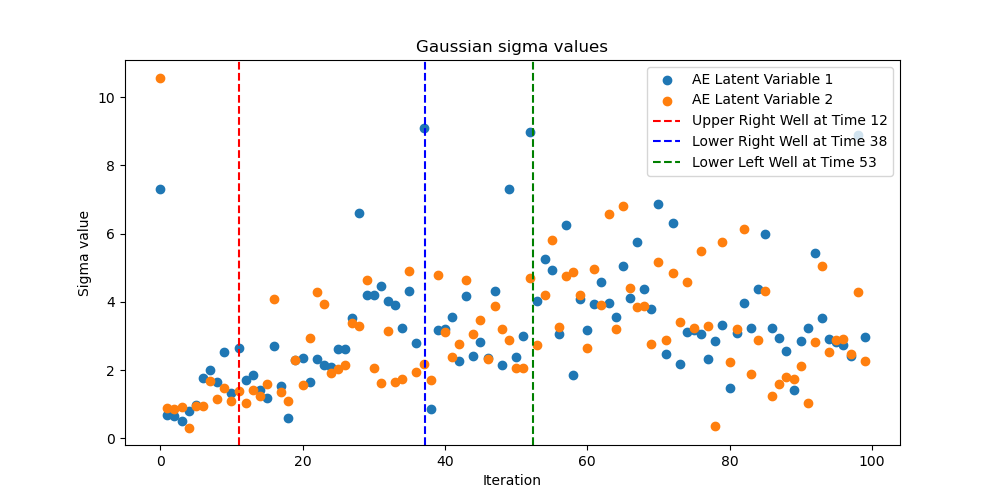 Gaussian sigma values
AE Latent Variable 1
AE Latent Variable 2
Upper Right Well at Time 12
Lower Right Well at Time 38
Lower Left Well at Time 53
Sigma value
10
8
6
4
2
0
0 20 40 60 80 100
Iteration